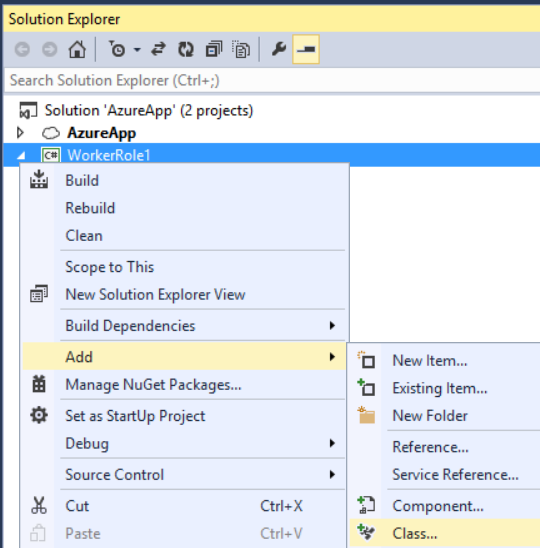 Solution Explorer
Search Solution Explorer (Ctrl+;)
Solution 'AzureApp' (2 projects)
AzureApp
C# WorkerRole1
Build
Rebuild
Clean
Scope to This
New Solution Explorer View
Build Dependencies
Add
Manage NuGet Packages...
Set as StartUp Project
Debug
Source Control
Cut Ctrl+X
Paste Ctrl+V
New Item...
Existing Item...
New Folder
Reference...
Service Reference...
Component...
Class...